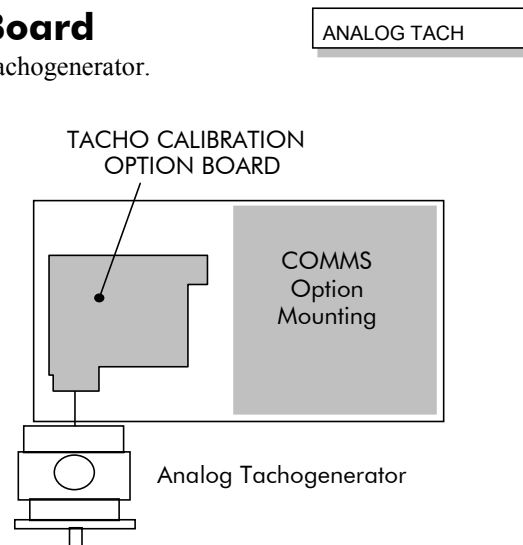 Board
ANALOG TACH
achogenerator.
TACHO CALIBRATION
OPTION BOARD
COMMS
Option
Mounting
Analog Tachogenerator